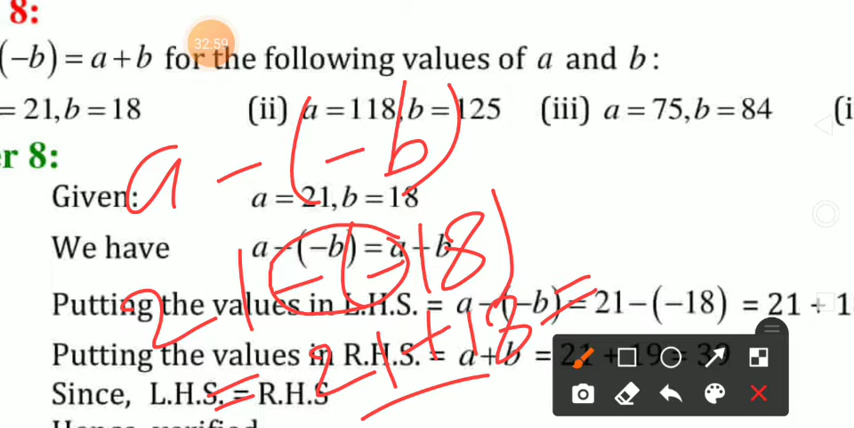 8:
32:59
(−b) = a + b for the following values of a and b :
= 21, b = 18 (ii) a = 118, b = 125 (iii) a = 75, b = 84 (i
r 8:
a − (−b)
Given: a = 21, b = 18
We have a − (−b) = a + b
21 − (−18)
Putting the values in L.H.S. = a − (−b) = 21 − (−18) = 21 + 1
Putting the values in R.H.S. = a + b =
= 21 + 18 =
Since, L.H.S. = R.H.S